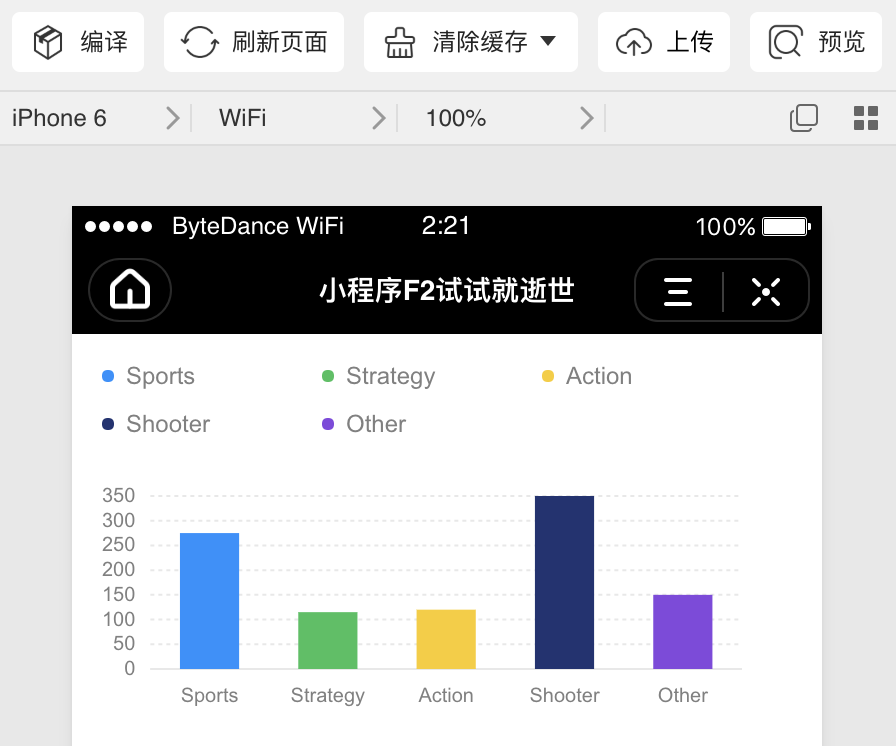 编译 刷新页面 清除缓存 上传 预览
iPhone 6 WiFi 100%
ByteDance WiFi 2:21 100%
小程序F2试试就逝世
Sports Strategy Action
Shooter Other
350
300
250
200
150
100
50
0
Sports Strategy Action Shooter Other